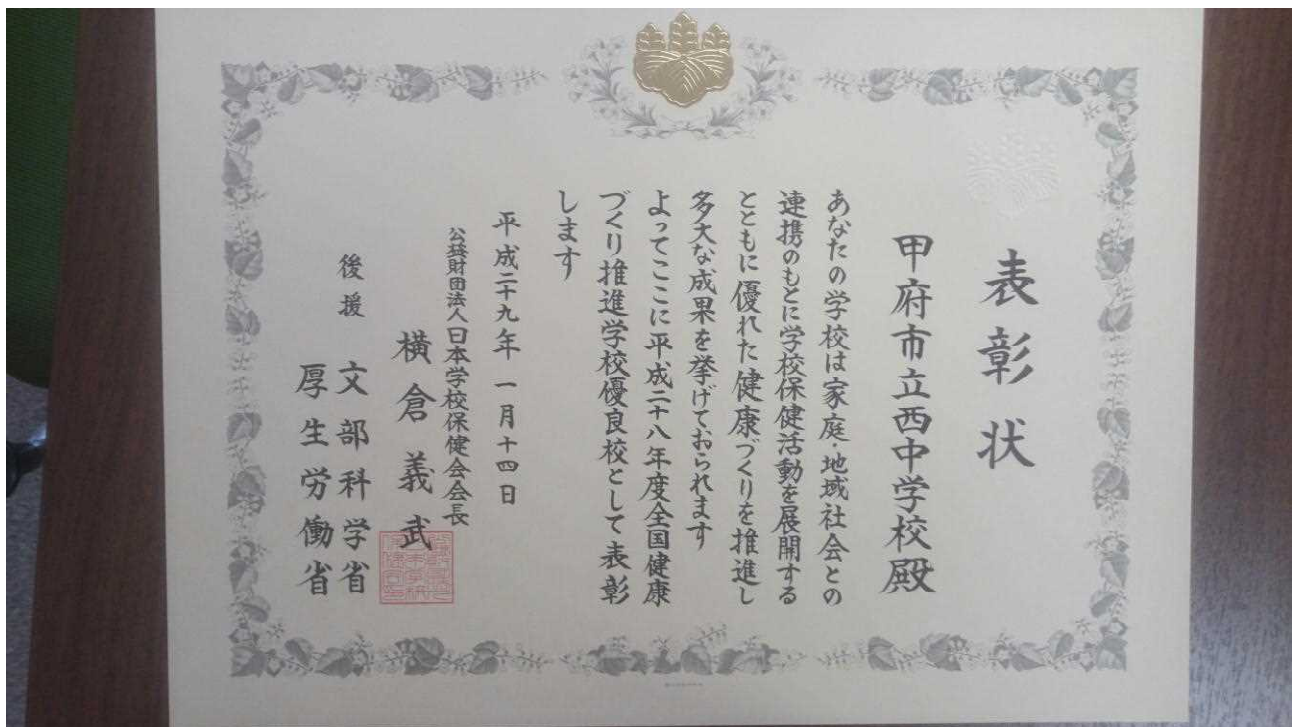 表彰状
甲府市立西中学校殿
あなたの学校は家庭・地域社会との
連携のもとに学校保健活動を展開する
とともに優れた健康づくりを推進し
多大な成果を挙げておられます
よってここに平成二十八年度全国健康
づくり推進学校優良校として表彰
します
平成二十九年一月十四日
公益財団法人日本学校保健会会長
横倉義武
後援 文部科学省
厚生労働省